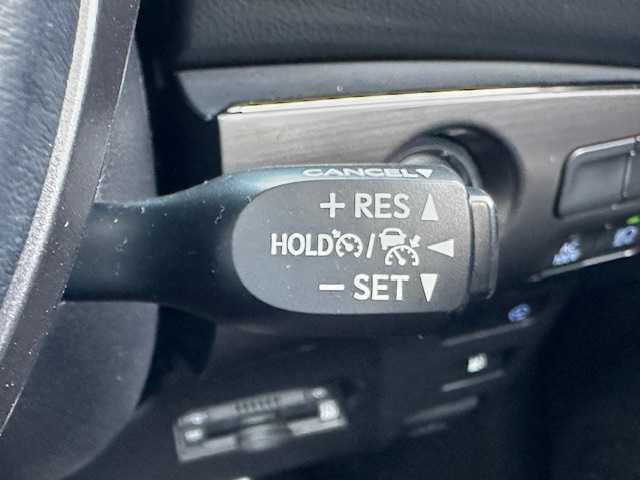 CANCEL▼
+ RES ▲
HOLD / ◀
− SET ▼